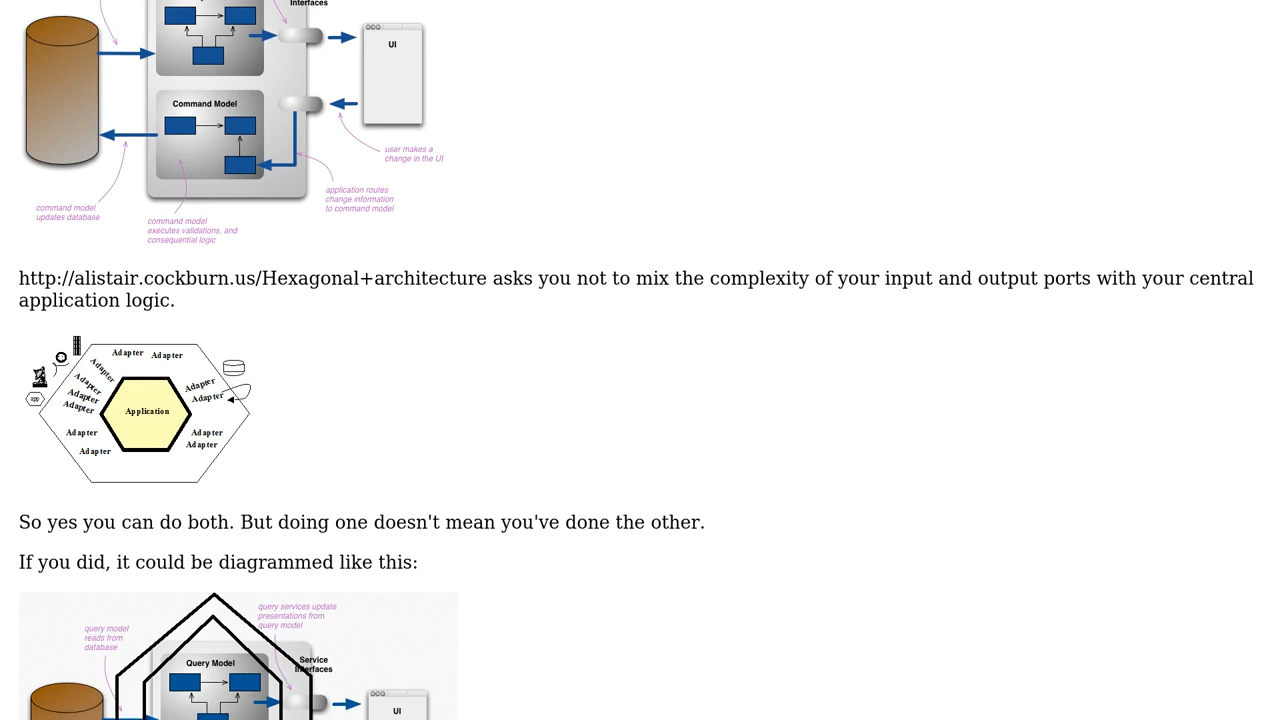 Interfaces
UI
Command Model
user makes a
change in the UI
application routes
change information
to command model
command model
updates database
command model
executes validations, and
consequential logic
http://alistair.cockburn.us/Hexagonal+architecture asks you not to mix the complexity of your input and output ports with your central
application logic.
Adapter Adapter
Adapter
Adapter
Adapter
Adapter
Adapter
Adapter
app
Application
Adapter
Adapter
Adapter
Adapter
So yes you can do both. But doing one doesn't mean you've done the other.
If you did, it could be diagrammed like this:
query services update
presentations from
query model
query model
reads from
database
Query Model
Service
Interfaces
UI